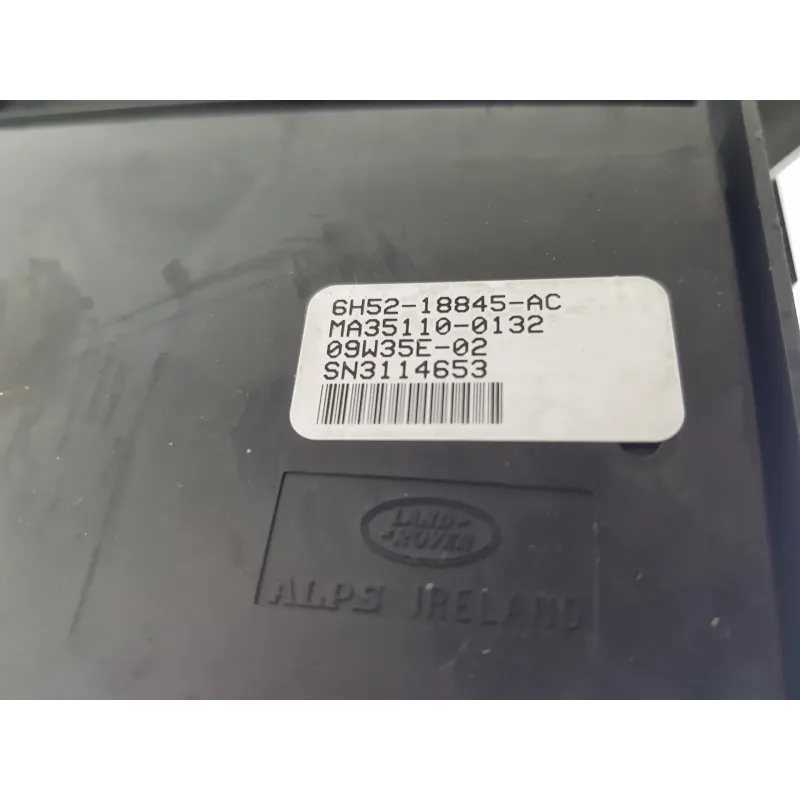 6H52-18845-AC
MA35110-0132
09W35E-02
SN3114653
LAND-
-ROVER
ALPS IRELAND